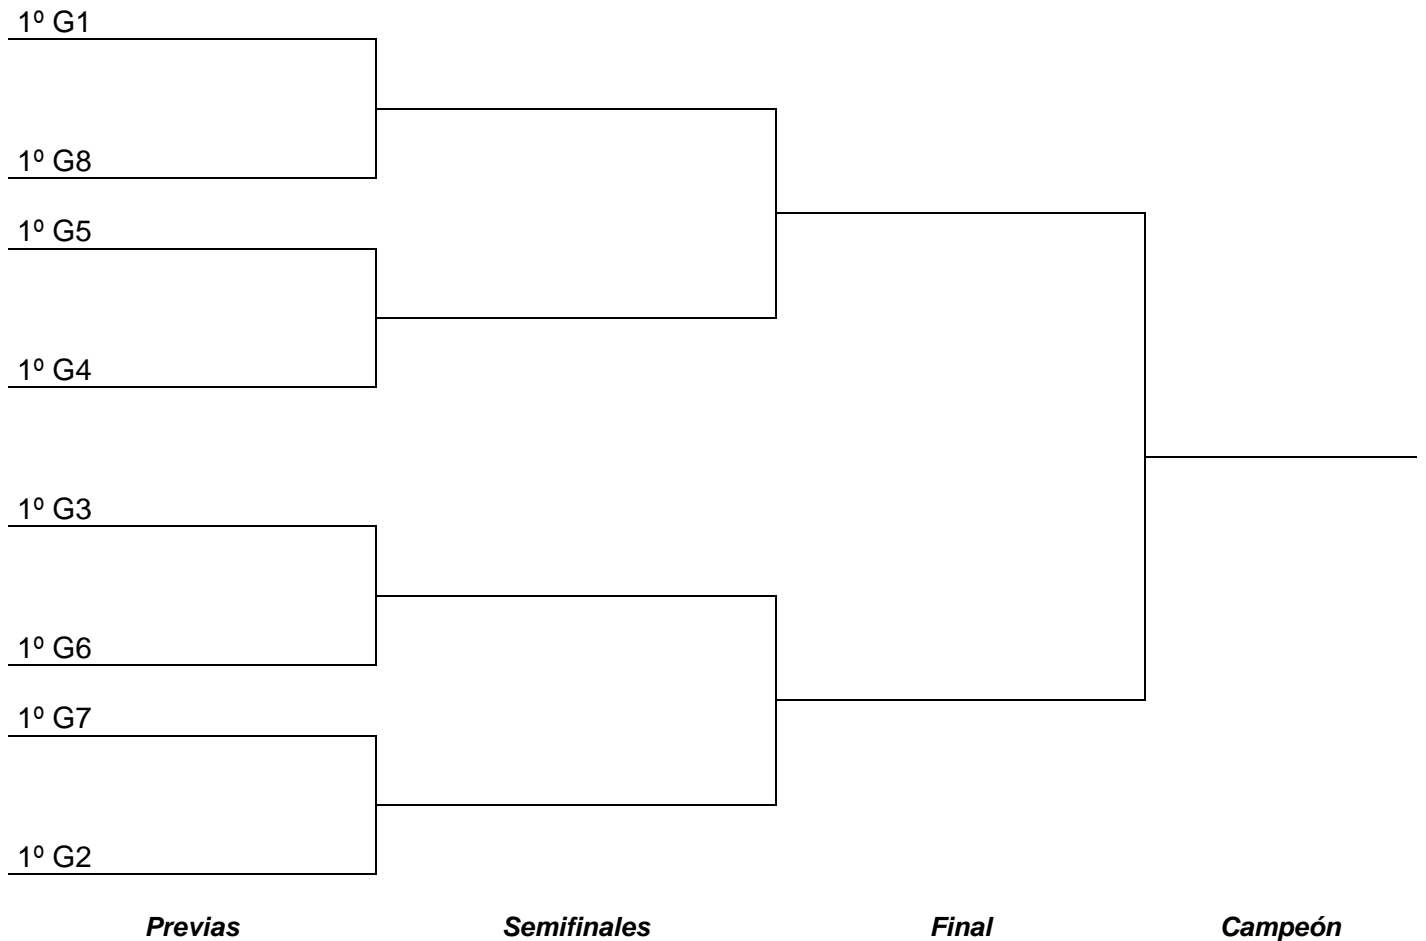 1º G1
1º G8
1º G5
1º G4
1º G3
1º G6
1º G7
1º G2
Previas Semifinales Final Campeón